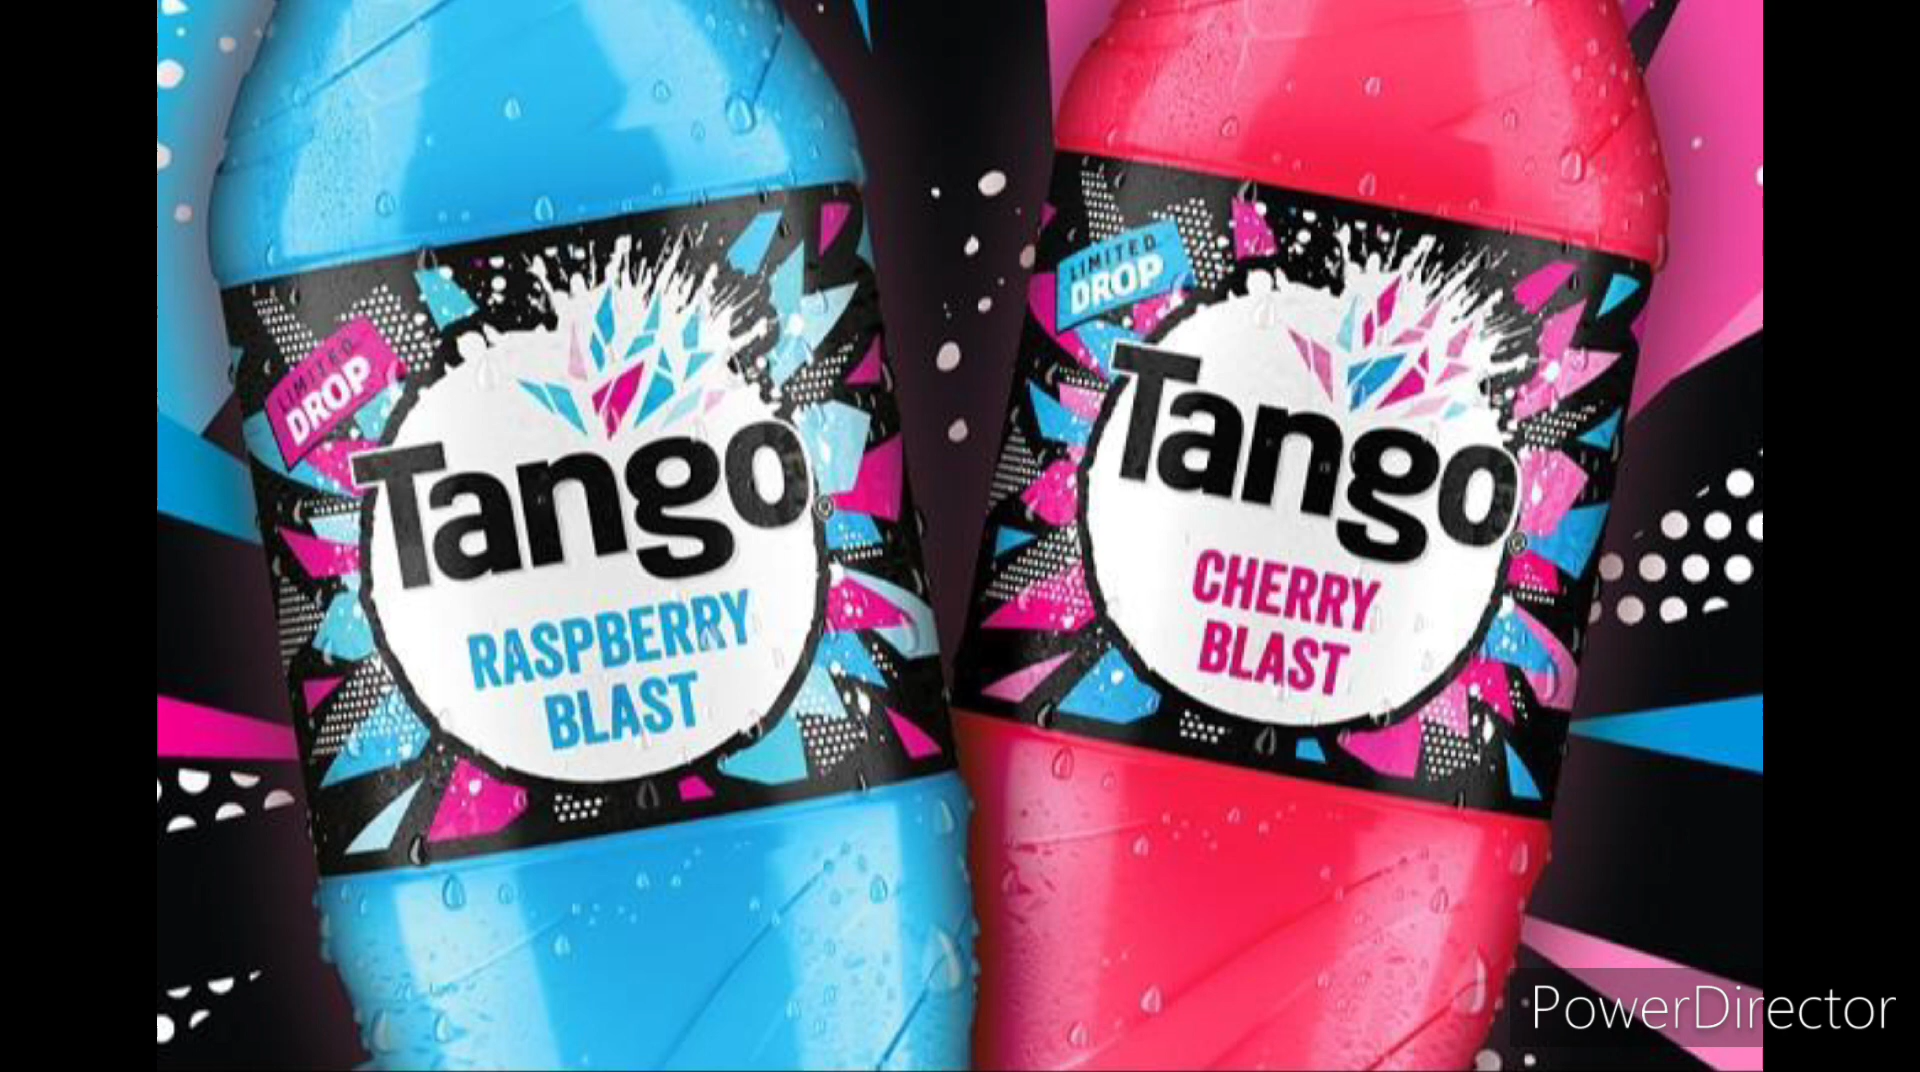 LIMITED
DROP
Tango
RASPBERRY
BLAST
LIMITED
DROP
Tango
CHERRY
BLAST
PowerDirector